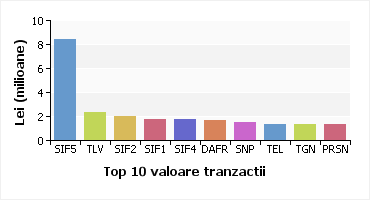 Lei (milioane)
10
8
6
4
2
0
SIF5 TLV SIF2 SIF1 SIF4 DAFR SNP TEL TGN PRSN
Top 10 valoare tranzactii